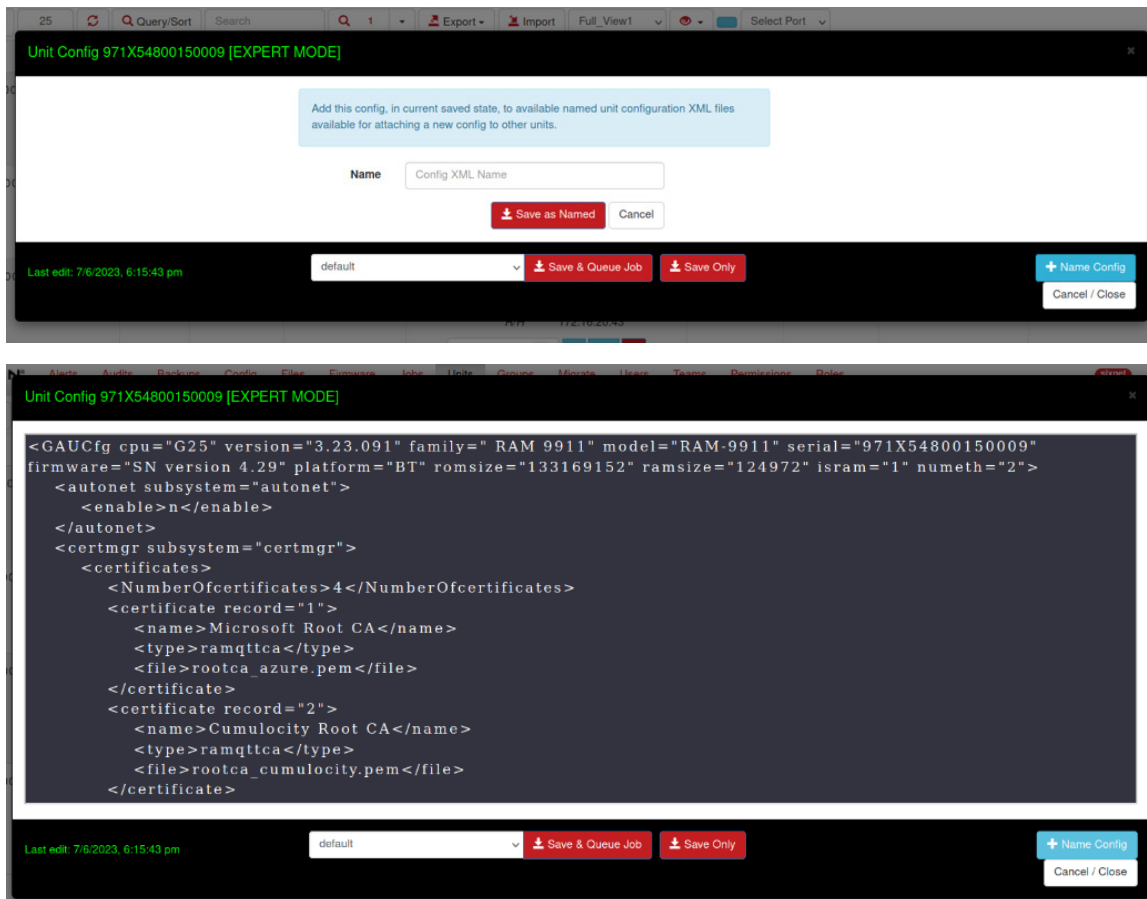 25 Query/Sort Search 1 Export Import Full_View1 Select Port
Unit Config 971X54800150009 [EXPERT MODE] ×
Add this config, in current saved state, to available named unit configuration XML files
available for attaching a new config to other units.
Name Config XML Name
Save as Named Cancel
Last edit: 7/6/2023, 6:15:43 pm default Save & Queue Job Save Only + Name Config
Cancel / Close
H/H 172.16.20.43
Alerts Audits Backups Config Files Firmware Jobs Units Groups Migrate Users Teams Permissions Roles sixnet
Unit Config 971X54800150009 [EXPERT MODE] ×
<GAUCfg cpu="G25" version="3.23.091" family=" RAM 9911" model="RAM-9911" serial="971X54800150009"
firmware="SN version 4.29" platform="BT" romsize="133169152" ramsize="124972" isram="1" numeth="2">
<autonet subsystem="autonet">
<enable>n</enable>
</autonet>
<certmgr subsystem="certmgr">
<certificates>
<NumberOfcertificates>4</NumberOfcertificates>
<certificate record="1">
<name>Microsoft Root CA</name>
<type>ramqttca</type>
<file>rootca_azure.pem</file>
</certificate>
<certificate record="2">
<name>Cumulocity Root CA</name>
<type>ramqttca</type>
<file>rootca_cumulocity.pem</file>
</certificate>
Last edit: 7/6/2023, 6:15:43 pm default Save & Queue Job Save Only + Name Config
Cancel / Close